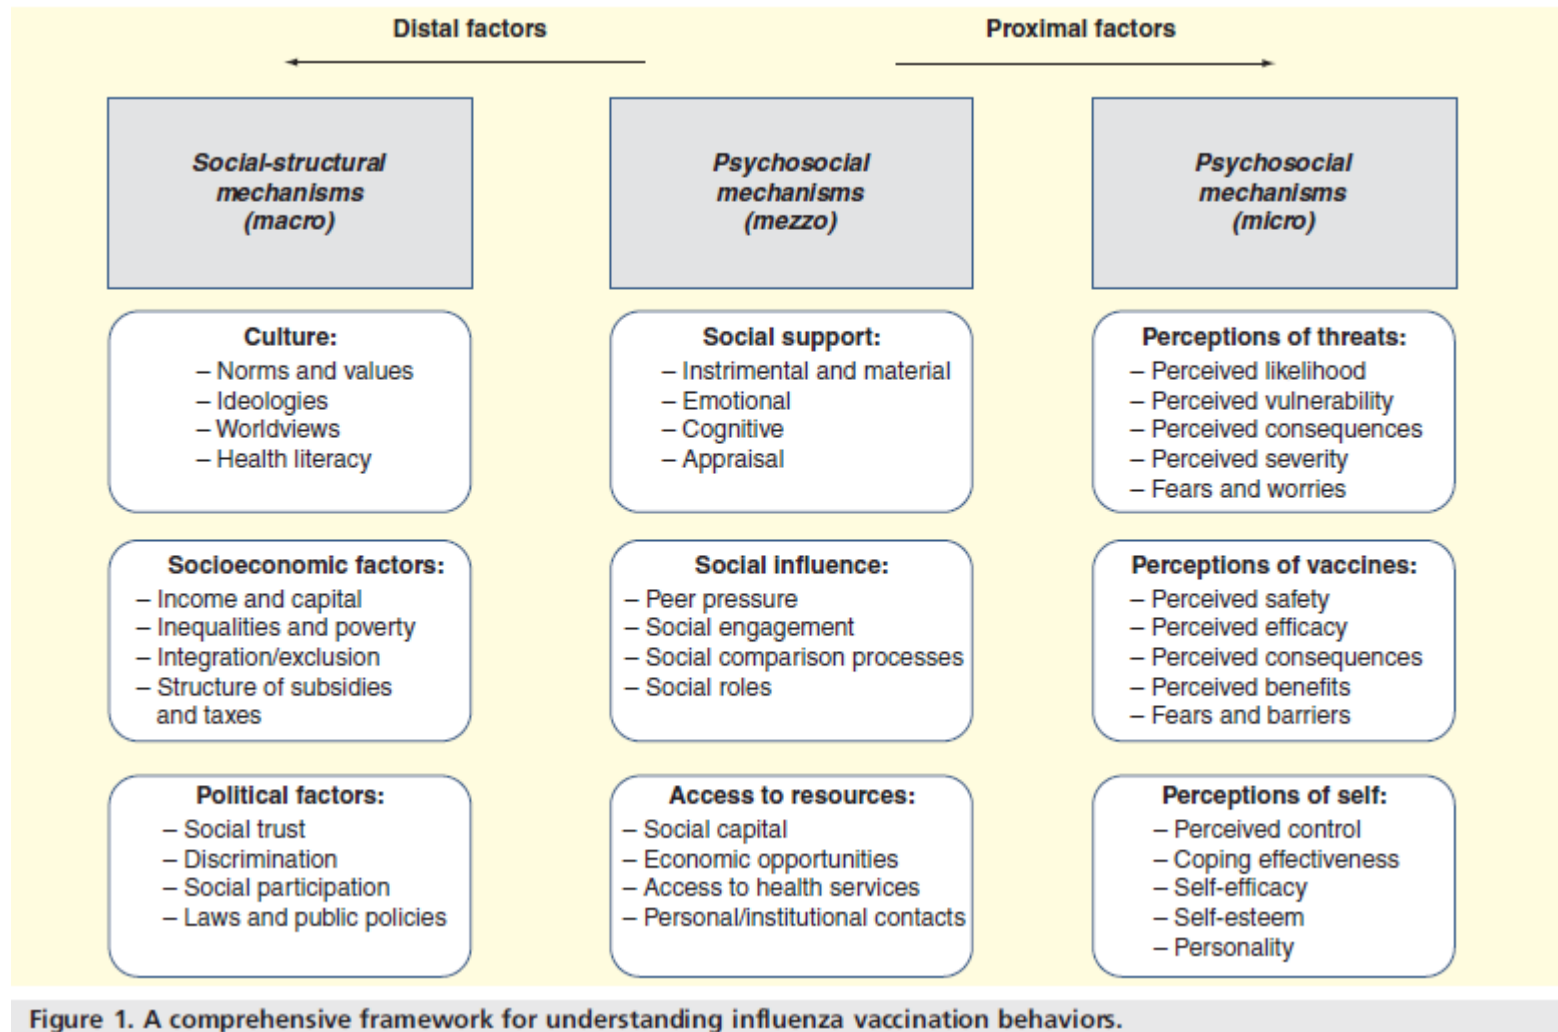 Distal factors
Proximal factors
Social-structural
mechanisms
(macro)
Psychosocial
mechanisms
(mezzo)
Psychosocial
mechanisms
(micro)
Culture:
– Norms and values
– Ideologies
– Worldviews
– Health literacy
Social support:
– Instrimental and material
– Emotional
– Cognitive
– Appraisal
Perceptions of threats:
– Perceived likelihood
– Perceived vulnerability
– Perceived consequences
– Perceived severity
– Fears and worries
Socioeconomic factors:
– Income and capital
– Inequalities and poverty
– Integration/exclusion
– Structure of subsidies
and taxes
Social influence:
– Peer pressure
– Social engagement
– Social comparison processes
– Social roles
Perceptions of vaccines:
– Perceived safety
– Perceived efficacy
– Perceived consequences
– Perceived benefits
– Fears and barriers
Political factors:
– Social trust
– Discrimination
– Social participation
– Laws and public policies
Access to resources:
– Social capital
– Economic opportunities
– Access to health services
– Personal/institutional contacts
Perceptions of self:
– Perceived control
– Coping effectiveness
– Self-efficacy
– Self-esteem
– Personality
Figure 1. A comprehensive framework for understanding influenza vaccination behaviors.